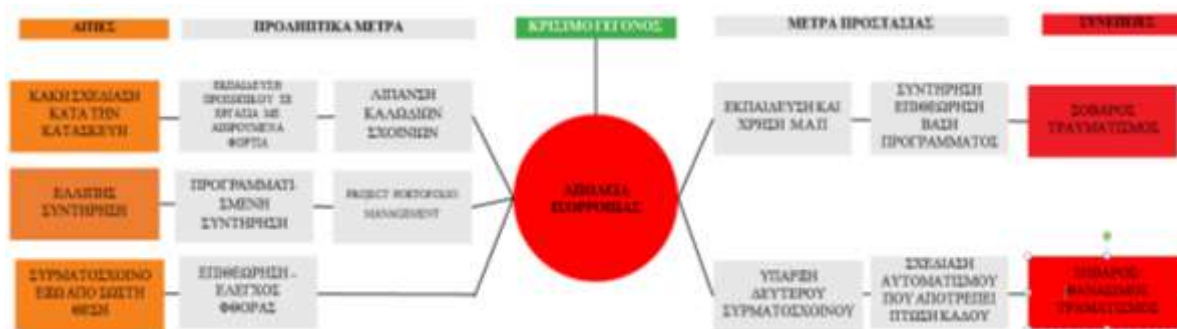 ΑΙΤΙΕΣ
ΠΡΟΛΗΠΤΙΚΑ ΜΕΤΡΑ
ΚΡΙΣΙΜΟ ΓΕΓΟΝΟΣ
ΜΕΤΡΑ ΠΡΟΣΤΑΣΙΑΣ
ΣΥΝΕΠΕΙΕΣ
ΚΑΚΗ ΣΧΕΔΙΑΣΗ
ΚΑΤΑ ΤΗΝ
ΚΑΤΑΣΚΕΥΗ
ΕΚΠΑΙΔΕΥΣΗ
ΠΡΟΣΩΠΙΚΟΥ ΣΕ
ΕΡΓΑΣΙΑ ΜΕ
ΑΙΩΡΟΥΜΕΝΑ
ΦΟΡΤΙΑ
ΛΙΠΑΝΣΗ
ΚΑΛΩΔΙΩΝ
ΣΧΟΙΝΙΩΝ
ΕΚΠΑΙΔΕΥΣΗ ΚΑΙ
ΧΡΗΣΗ Μ.Α.Π
ΣΥΝΤΗΡΗΣΗ
ΕΠΙΘΕΩΡΗΣΗ
ΒΑΣΗ
ΠΡΟΓΡΑΜΜΑΤΟΣ
ΣΟΒΑΡΟΣ
ΤΡΑΥΜΑΤΙΣΜΟΣ
ΕΛΛΙΠΗΣ
ΣΥΝΤΗΡΗΣΗ
ΠΡΟΓΡΑΜΜΑΤΙ-
ΣΜΕΝΗ
ΣΥΝΤΗΡΗΣΗ
PROJECT PORTOFOLIO
MANAGEMENT
ΑΠΩΛΕΙΑ
ΙΣΟΡΡΟΠΙΑΣ
ΣΥΡΜΑΤΟΣΧΟΙΝΟ
ΕΞΩ ΑΠΟ ΣΩΣΤΗ
ΘΕΣΗ
ΕΠΙΘΕΩΡΗΣΗ -
ΕΛΕΓΧΟΣ
ΦΘΟΡΑΣ
ΥΠΑΡΞΗ
ΔΕΥΤΕΡΟΥ
ΣΥΡΜΑΤΟΣΧΟΙΝΟΥ
ΣΧΕΔΙΑΣΗ
ΑΥΤΟΜΑΤΙΣΜΟΥ
ΠΟΥ ΑΠΟΤΡΕΠΕΙ
ΠΤΩΣΗ ΚΑΔΟΥ